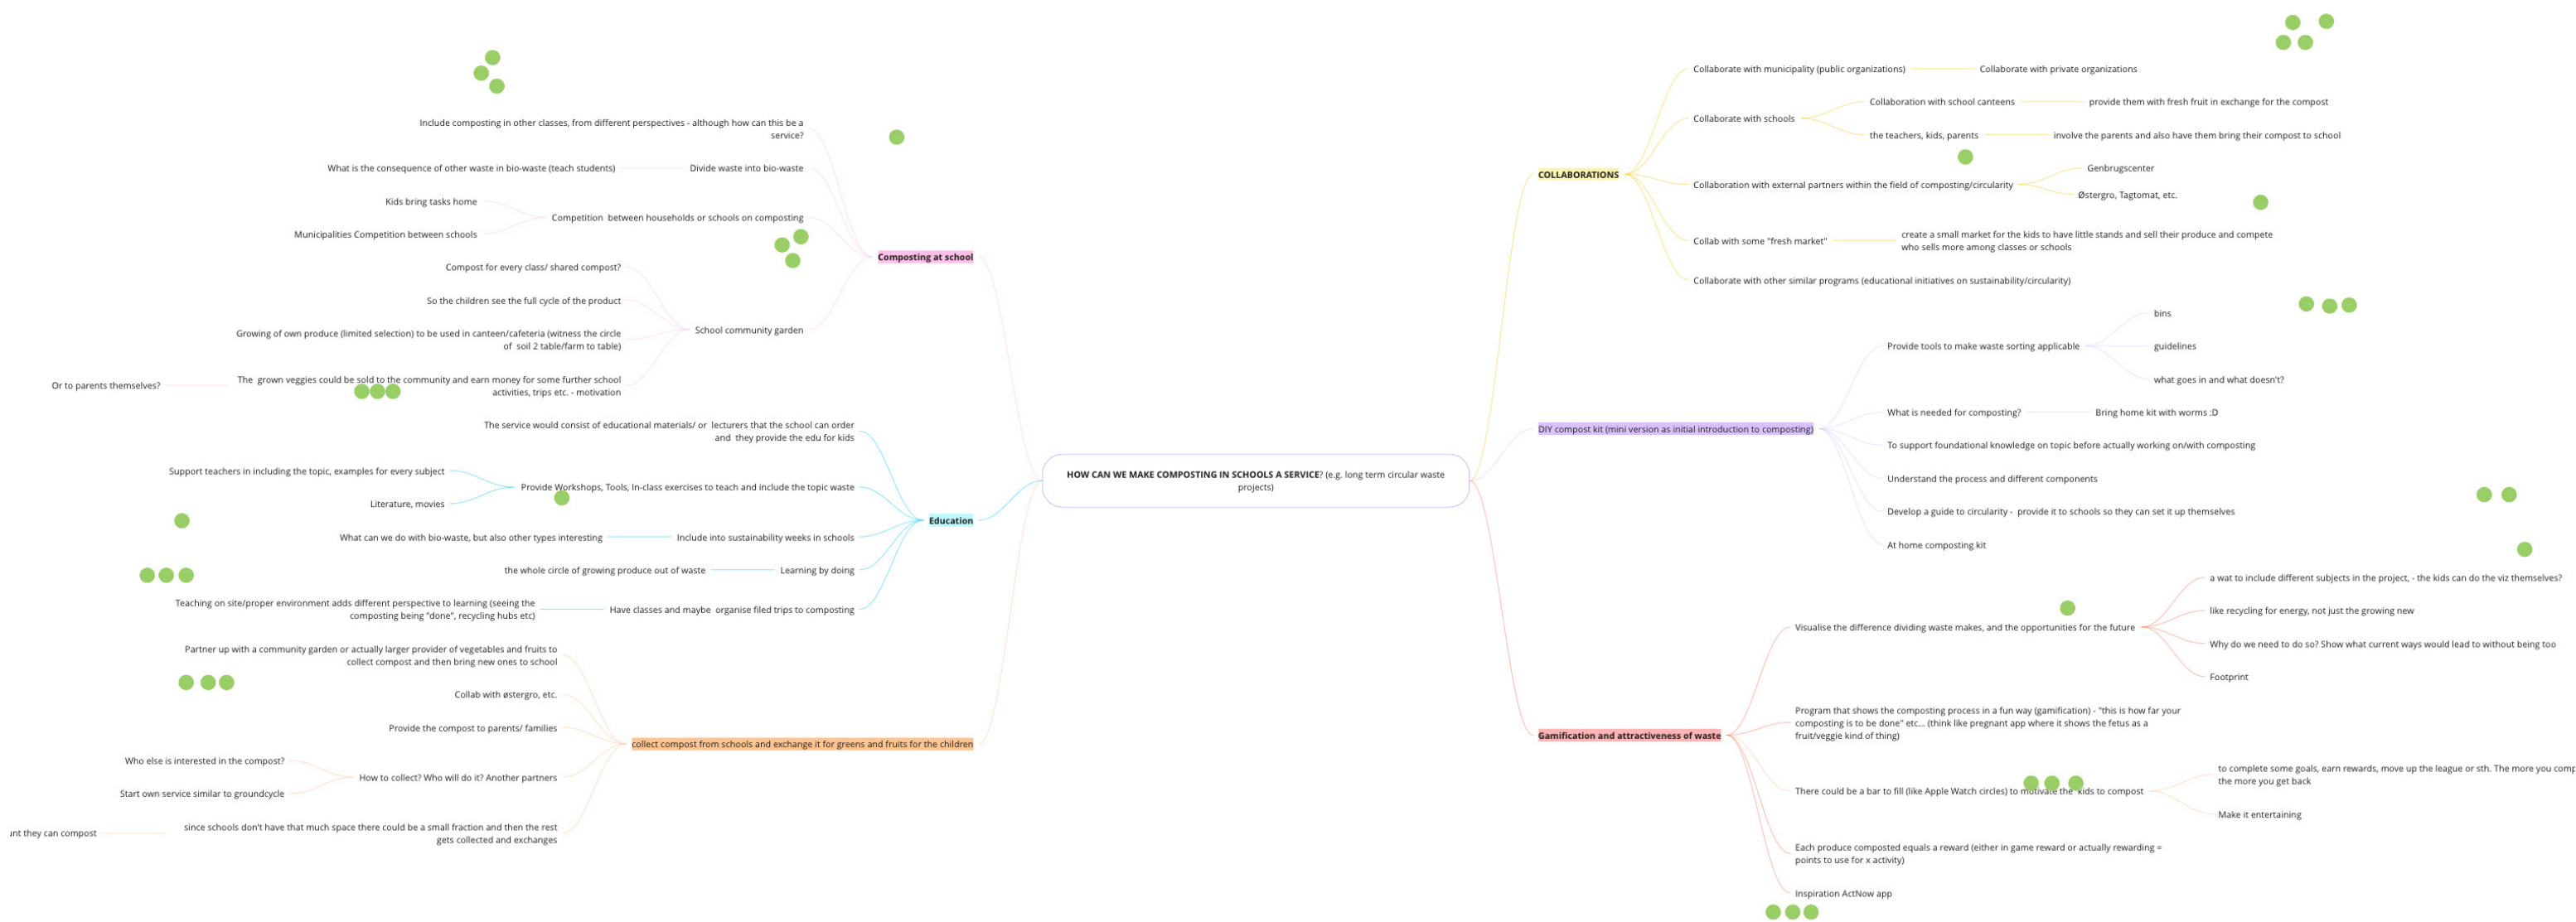 HOW CAN WE MAKE COMPOSTING IN SCHOOLS A SERVICE? (e.g. long term circular waste
projects)
Composting at school
Include composting in other classes, from different perspectives - although how can this be a
service?
Divide waste into bio-waste
What is the consequence of other waste in bio-waste (teach students)
Competition between households or schools on composting
Kids bring tasks home
Municipalities Competition between schools
School community garden
Compost for every class/ shared compost?
So the children see the full cycle of the product
Growing of own produce (limited selection) to be used in canteen/cafeteria (witness the circle
of soil 2 table/farm to table)
The grown veggies could be sold to the community and earn money for some further school
activities, trips etc. - motivation
Or to parents themselves?
Education
The service would consist of educational materials/ or lecturers that the school can order
and they provide the edu for kids
Provide Workshops, Tools, In-class exercises to teach and include the topic waste
Support teachers in including the topic, examples for every subject
Literature, movies
Include into sustainability weeks in schools
What can we do with bio-waste, but also other types interesting
Learning by doing
the whole circle of growing produce out of waste
Have classes and maybe organise filed trips to composting
Teaching on site/proper environment adds different perspective to learning (seeing the
composting being "done", recycling hubs etc)
collect compost from schools and exchange it for greens and fruits for the children
Partner up with a community garden or actually larger provider of vegetables and fruits to
collect compost and then bring new ones to school
Collab with østergro, etc.
Provide the compost to parents/ families
How to collect? Who will do it? Another partners
Who else is interested in the compost?
Start own service similar to groundcycle
since schools don't have that much space there could be a small fraction and then the rest
gets collected and exchanges
unt they can compost
COLLABORATIONS
Collaborate with municipality (public organizations)
Collaborate with private organizations
Collaborate with schools
Collaboration with school canteens
provide them with fresh fruit in exchange for the compost
the teachers, kids, parents
involve the parents and also have them bring their compost to school
Collaboration with external partners within the field of composting/circularity
Genbrugscenter
Østergro, Tagtomat, etc.
Collab with some "fresh market"
create a small market for the kids to have little stands and sell their produce and compete
who sells more among classes or schools
Collaborate with other similar programs (educational initiatives on sustainability/circularity)
DIY compost kit (mini version as initial introduction to composting)
Provide tools to make waste sorting applicable
bins
guidelines
what goes in and what doesn't?
What is needed for composting?
Bring home kit with worms :D
To support foundational knowledge on topic before actually working on/with composting
Understand the process and different components
Develop a guide to circularity - provide it to schools so they can set it up themselves
At home composting kit
Gamification and attractiveness of waste
Visualise the difference dividing waste makes, and the opportunities for the future
a wat to include different subjects in the project, - the kids can do the viz themselves?
like recycling for energy, not just the growing new
Why do we need to do so? Show what current ways would lead to without being too
Footprint
Program that shows the composting process in a fun way (gamification) - "this is how far your
composting is to be done" etc... (think like pregnant app where it shows the fetus as a
fruit/veggie kind of thing)
There could be a bar to fill (like Apple Watch circles) to motivate the kids to compost
to complete some goals, earn rewards, move up the league or sth. The more you comp
the more you get back
Make it entertaining
Each produce composted equals a reward (either in game reward or actually rewarding =
points to use for x activity)
Inspiration ActNow app